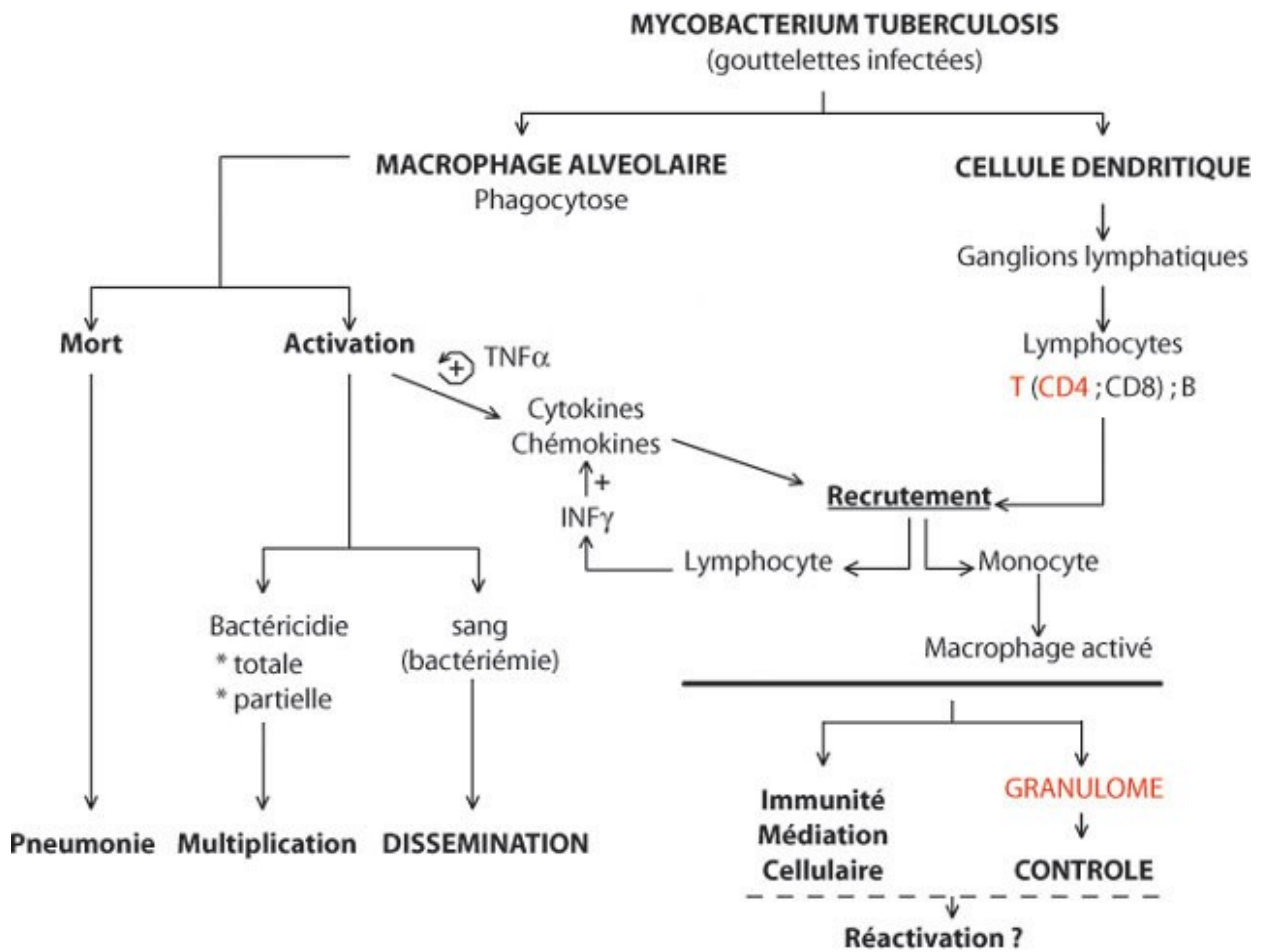 MYCOBACTERIUM TUBERCULOSIS
(gouttelettes infectées)
MACROPHAGE ALVEOLAIRE
Phagocytose
CELLULE DENDRITIQUE
Ganglions lymphatiques
Lymphocytes
T (CD4 ; CD8) ; B
Mort
Activation
+
TNFα
Cytokines
Chémokines
+
INFγ
Recrutement
Lymphocyte
Monocyte
Macrophage activé
Bactéricidie
* totale
* partielle
sang
(bactériémie)
Pneumonie
Multiplication
DISSEMINATION
Immunité
Médiation
Cellulaire
GRANULOME
CONTROLE
Réactivation ?